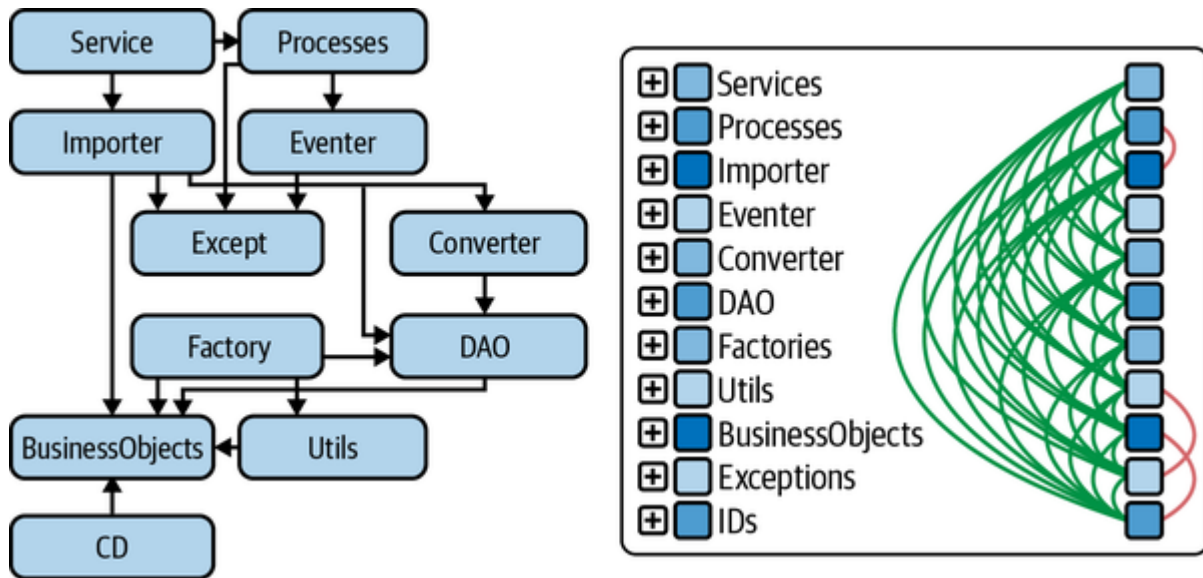 Service
Processes
Importer
Eventer
Except
Converter
Factory
DAO
BusinessObjects
Utils
CD
Services
Processes
Importer
Eventer
Converter
DAO
Factories
Utils
BusinessObjects
Exceptions
IDs